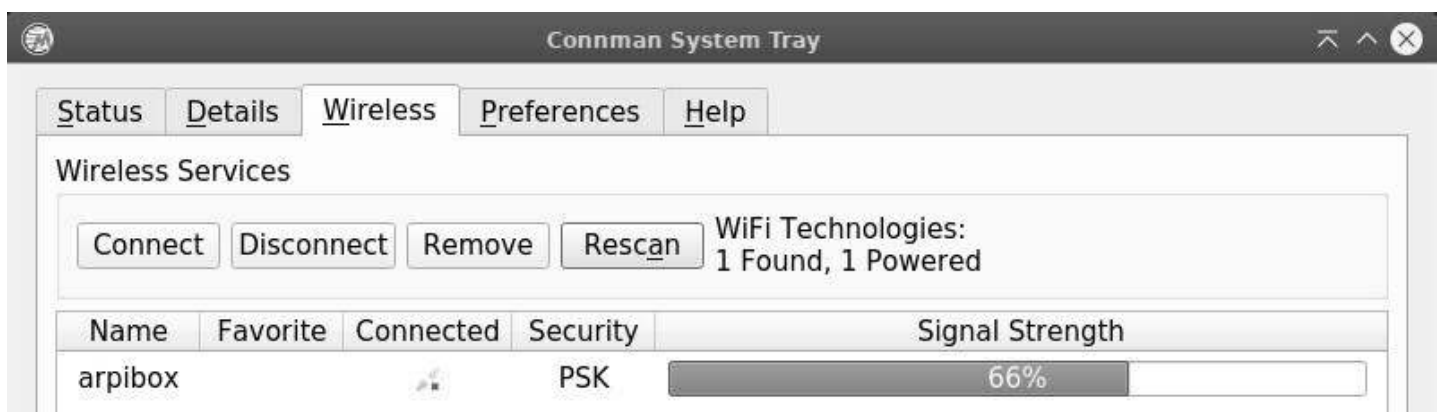 Connman System Tray
Status Details Wireless Preferences Help
Wireless Services
Connect Disconnect Remove Rescan WiFi Technologies:
1 Found, 1 Powered
Name Favorite Connected Security Signal Strength
arpibox PSK 66%